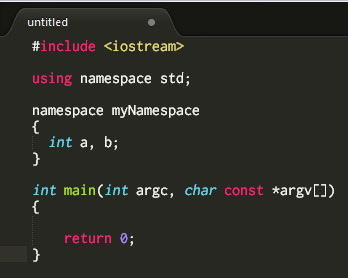 untitled
#include <iostream>
using namespace std;
namespace myNamespace
{
  int a, b;
}
int main(int argc, char const *argv[])
{
    return 0;
}